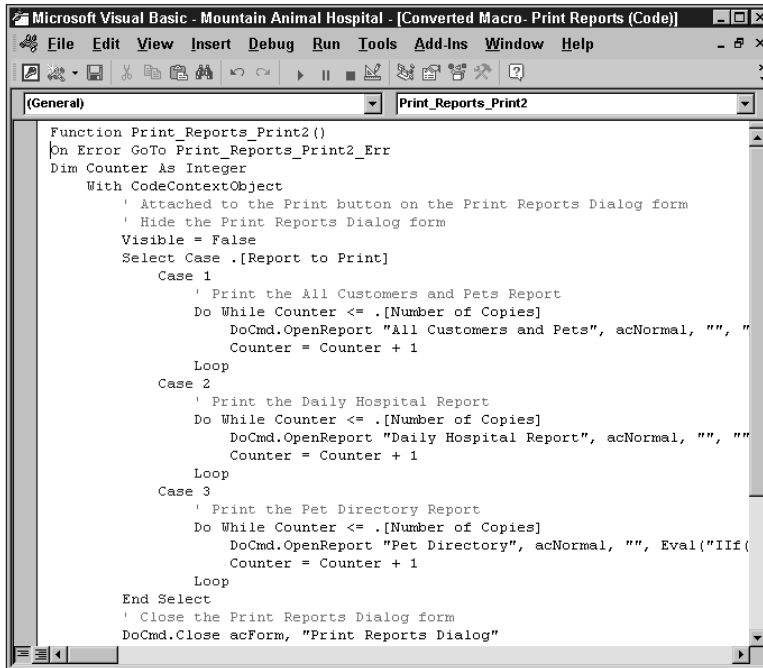 Microsoft Visual Basic - Mountain Animal Hospital - [Converted Macro- Print Reports (Code)]
File Edit View Insert Debug Run Tools Add-Ins Window Help
(General) Print_Reports_Print2
Function Print_Reports_Print2()
On Error GoTo Print_Reports_Print2_Err
Dim Counter As Integer
With CodeContextObject
' Attached to the Print button on the Print Reports Dialog form
' Hide the Print Reports Dialog form
Visible = False
Select Case .[Report to Print]
Case 1
' Print the All Customers and Pets Report
Do While Counter <= .[Number of Copies]
DoCmd.OpenReport "All Customers and Pets", acNormal, "", "
Counter = Counter + 1
Loop
Case 2
' Print the Daily Hospital Report
Do While Counter <= .[Number of Copies]
DoCmd.OpenReport "Daily Hospital Report", acNormal, "", ""
Counter = Counter + 1
Loop
Case 3
' Print the Pet Directory Report
Do While Counter <= .[Number of Copies]
DoCmd.OpenReport "Pet Directory", acNormal, "", Eval("IIf(
Counter = Counter + 1
Loop
End Select
' Close the Print Reports Dialog form
DoCmd.Close acForm, "Print Reports Dialog"